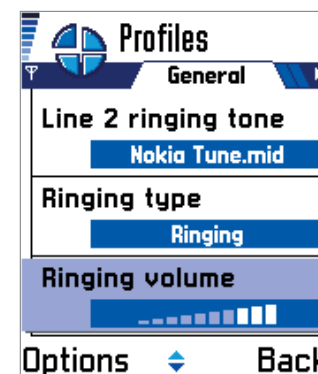 Profiles
General
Line 2 ringing tone
Nokia Tune.mid
Ringing type
Ringing
Ringing volume
Options Back